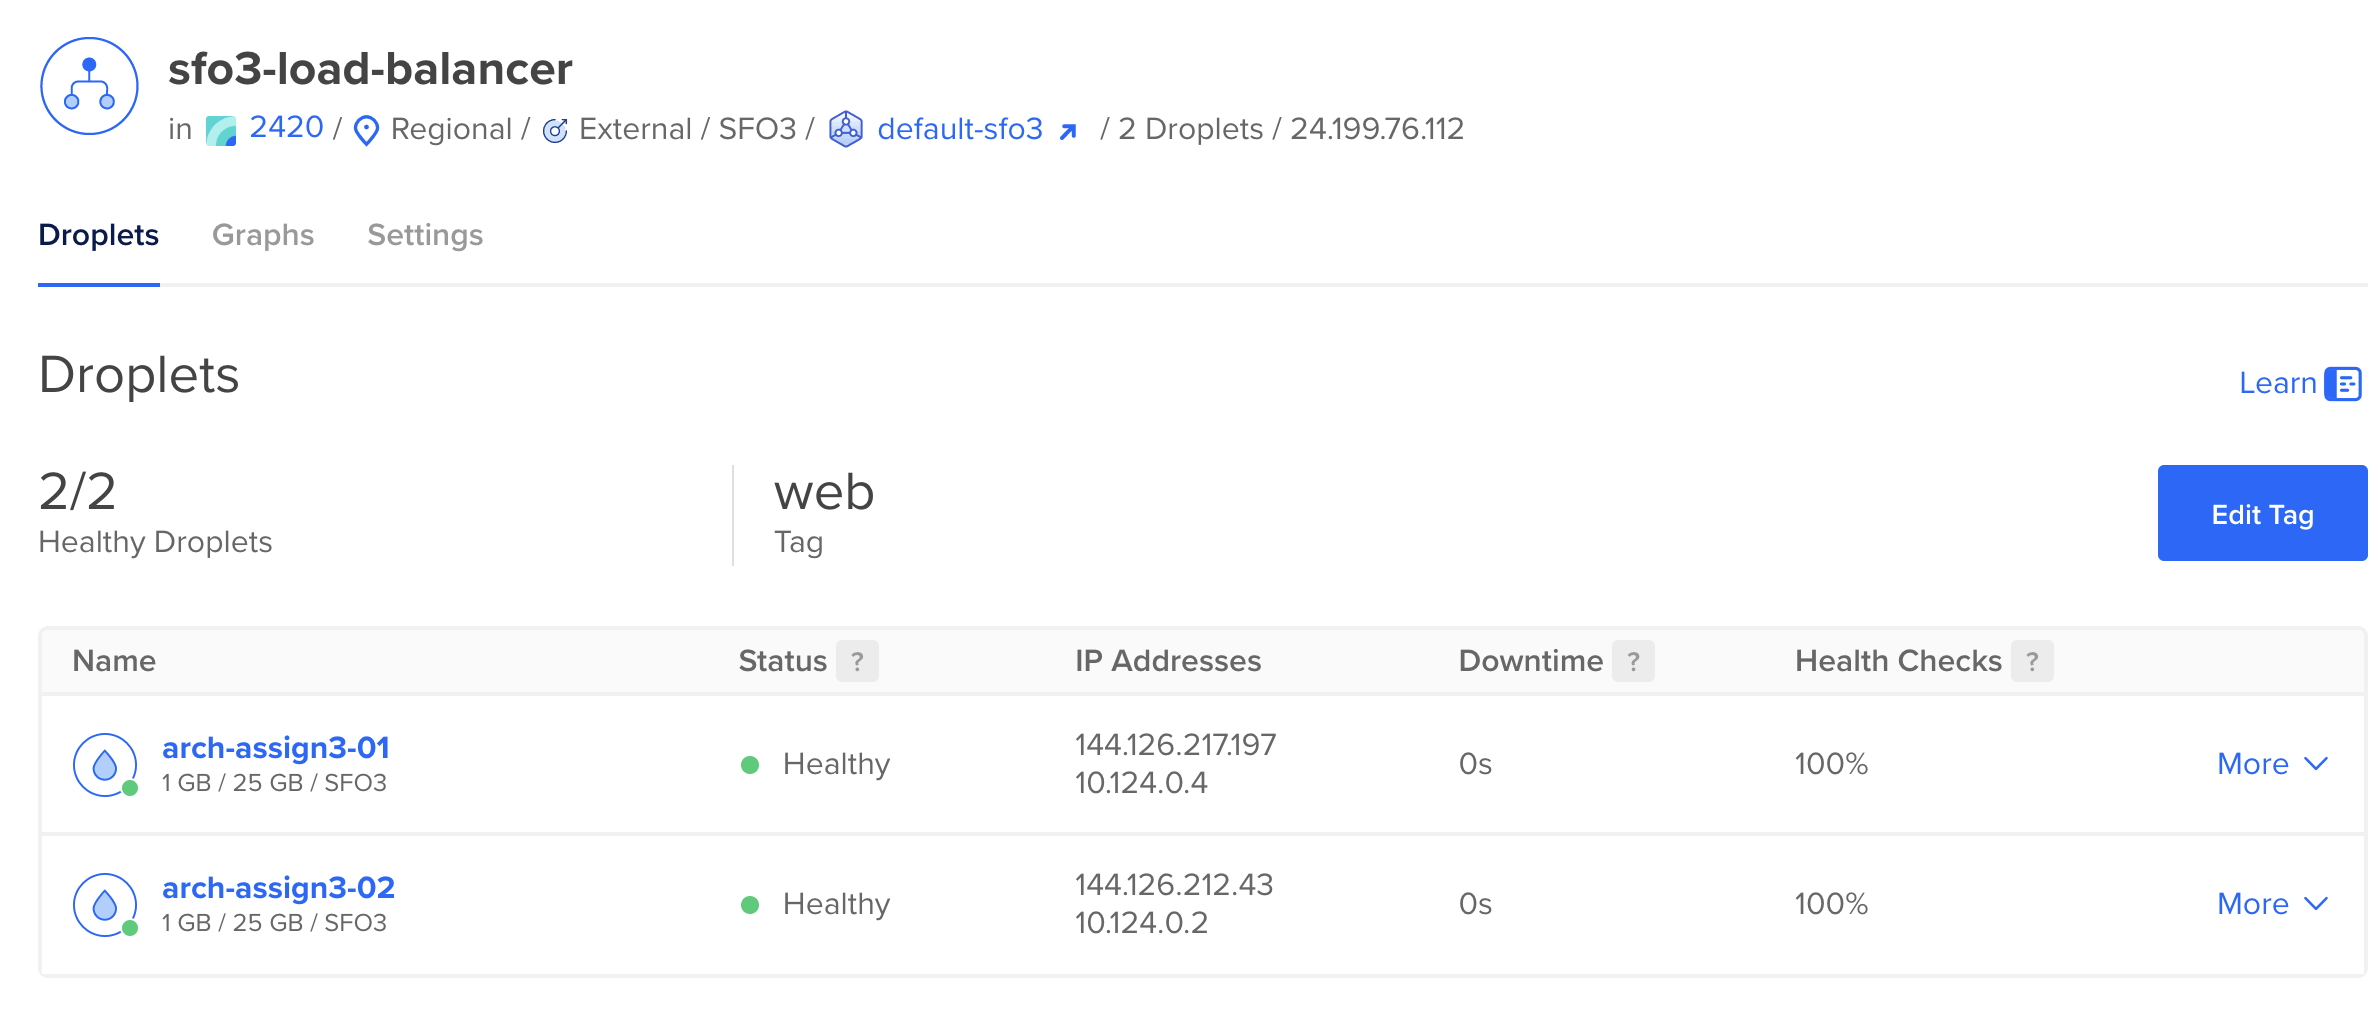 sfo3-load-balancer
in 2420 / Regional / External / SFO3 / default-sfo3 / 2 Droplets / 24.199.76.112
Droplets Graphs Settings
Droplets
Learn
2/2
Healthy Droplets
web
Tag
Edit Tag
Name Status ? IP Addresses Downtime ? Health Checks ?
arch-assign3-01
1 GB / 25 GB / SFO3
Healthy
144.126.217.197
10.124.0.4
0s
100%
More
arch-assign3-02
1 GB / 25 GB / SFO3
Healthy
144.126.212.43
10.124.0.2
0s
100%
More